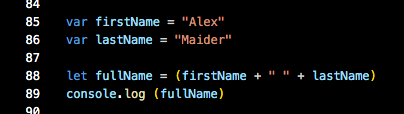 84
85 var firstName = "Alex"
86 var lastName = "Maider"
87
88 let fullName = (firstName + " " + lastName)
89 console.log (fullName)
90